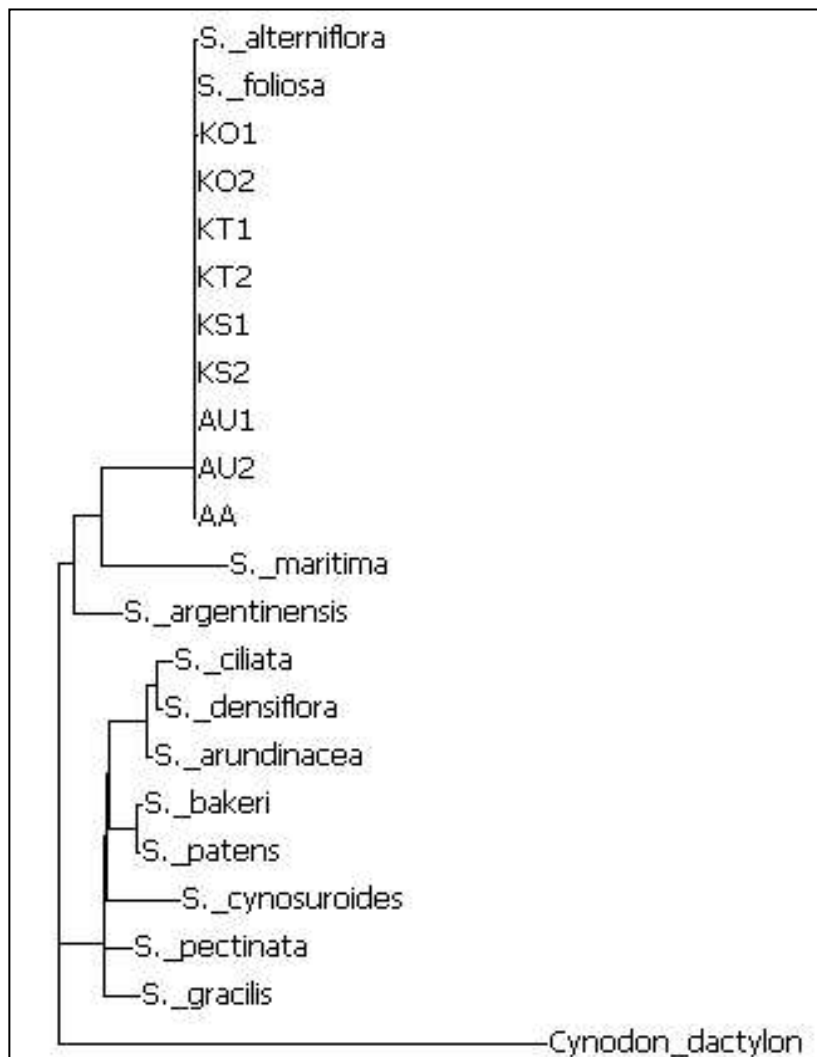 S._alterniflora
S._foliosa
KO1
KO2
KT1
KT2
KS1
KS2
AU1
AU2
AA
S._maritima
S._argentinensis
S._ciliata
S._densiflora
S._arundinacea
S._bakeri
S._patens
S._cynosuroides
S._pectinata
S._gracilis
Cynodon_dactylon